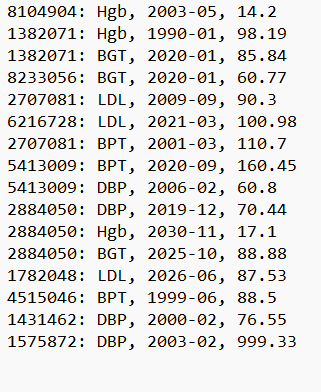 8104904: Hgb, 2003-05, 14.2
1382071: Hgb, 1990-01, 98.19
1382071: BGT, 2020-01, 85.84
8233056: BGT, 2020-01, 60.77
2707081: LDL, 2009-09, 90.3
6216728: LDL, 2021-03, 100.98
2707081: BPT, 2001-03, 110.7
5413009: BPT, 2020-09, 160.45
5413009: DBP, 2006-02, 60.8
2884050: DBP, 2019-12, 70.44
2884050: Hgb, 2030-11, 17.1
2884050: BGT, 2025-10, 88.88
1782048: LDL, 2026-06, 87.53
4515046: BPT, 1999-06, 88.5
1431462: DBP, 2000-02, 76.55
1575872: DBP, 2003-02, 999.33